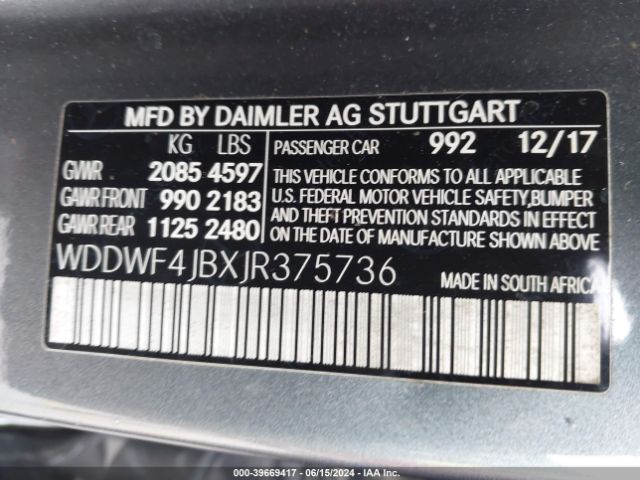 MFD BY DAIMLER AG STUTTGART
KG LBS
GVWR 2085 4597
GAWR FRONT 990 2183
GAWR REAR 1125 2480
PASSENGER CAR 992 12/17
THIS VEHICLE CONFORMS TO ALL APPLICABLE
U.S. FEDERAL MOTOR VEHICLE SAFETY,BUMPER
AND THEFT PREVENTION STANDARDS IN EFFECT
ON THE DATE OF MANUFACTURE SHOWN ABOVE.
WDDWF4JBXJR375736
MADE IN SOUTH AFRICA
000-39669417 - 06/15/2024 - IAA Inc.